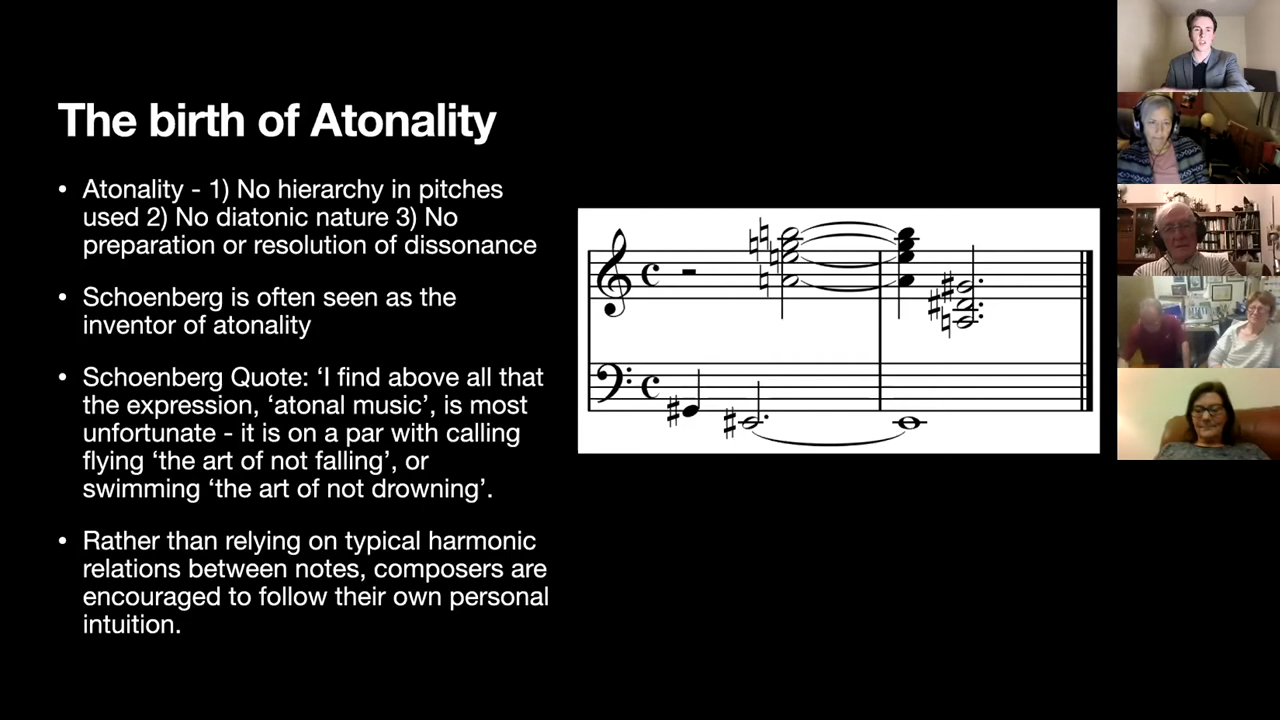 The birth of Atonality
• Atonality - 1) No hierarchy in pitches
used 2) No diatonic nature 3) No
preparation or resolution of dissonance
• Schoenberg is often seen as the
inventor of atonality
• Schoenberg Quote: ‘I find above all that
the expression, ‘atonal music’, is most
unfortunate - it is on a par with calling
flying ‘the art of not falling’, or
swimming ‘the art of not drowning’.
• Rather than relying on typical harmonic
relations between notes, composers are
encouraged to follow their own personal
intuition.